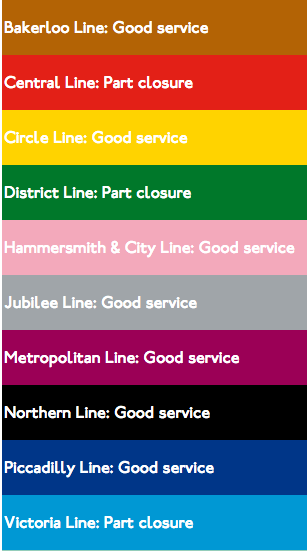 Bakerloo Line: Good service
Central Line: Part closure
Circle Line: Good service
District Line: Part closure
Hammersmith & City Line: Good service
Jubilee Line: Good service
Metropolitan Line: Good service
Northern Line: Good service
Piccadilly Line: Good service
Victoria Line: Part closure